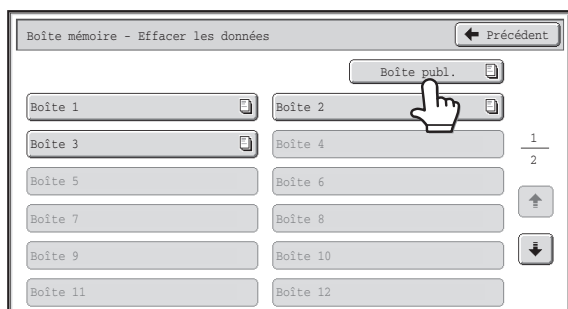 Boîte mémoire - Effacer les données
Précédent
Boîte publ.
Boîte 1
Boîte 2
Boîte 3
Boîte 4
1
2
Boîte 5
Boîte 6
Boîte 7
Boîte 8
Boîte 9
Boîte 10
Boîte 11
Boîte 12